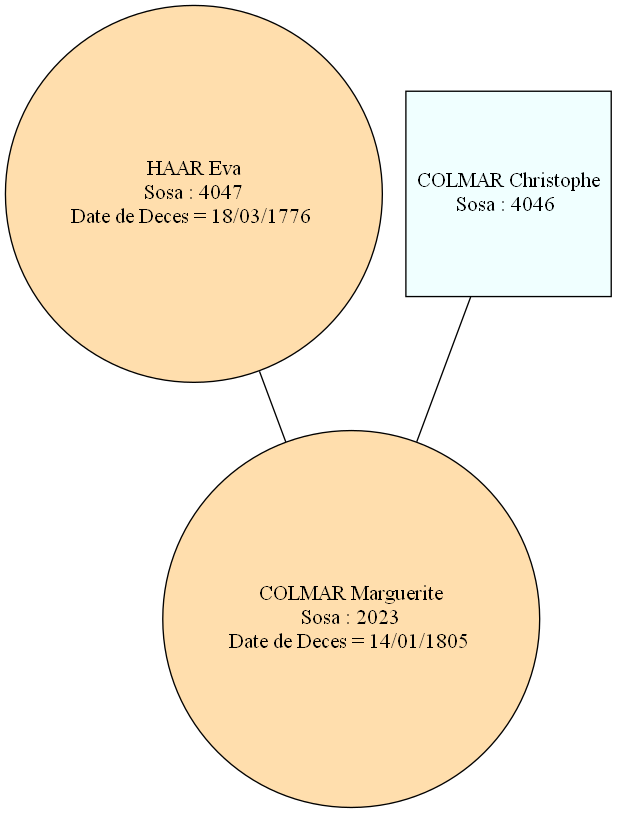 HAAR Eva
Sosa : 4047
Date de Deces = 18/03/1776
COLMAR Christophe
Sosa : 4046
COLMAR Marguerite
Sosa : 2023
Date de Deces = 14/01/1805